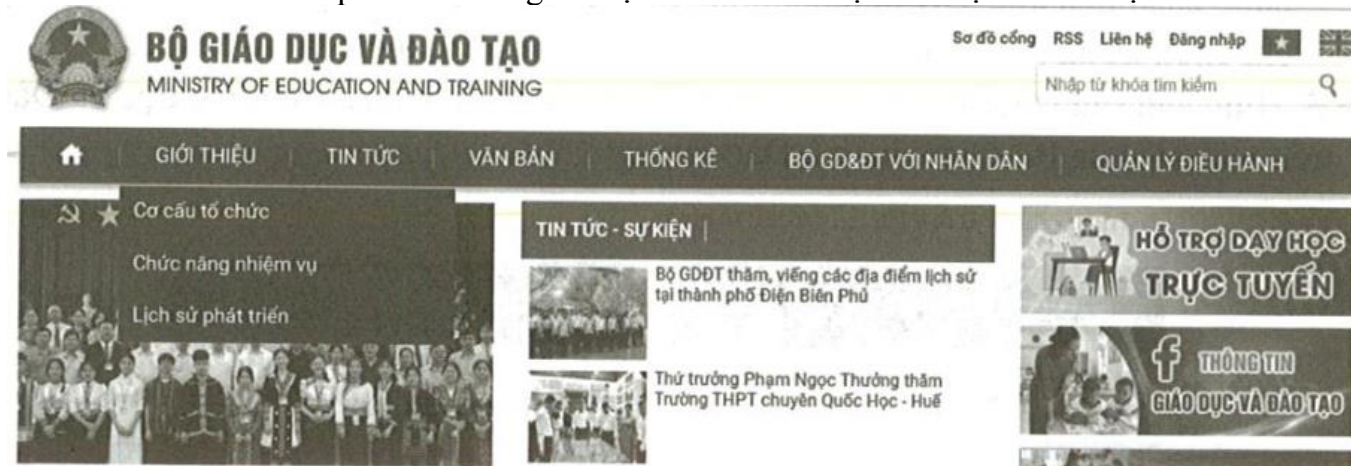 BỘ GIÁO DỤC VÀ ĐÀO TẠO
MINISTRY OF EDUCATION AND TRAINING
Sơ đồ cổng RSS Liên hệ Đăng nhập
Nhập từ khóa tìm kiếm
GIỚI THIỆU TIN TỨC VĂN BẢN THỐNG KÊ BỘ GD&ĐT VỚI NHÂN DÂN QUẢN LÝ ĐIỀU HÀNH
Cơ cấu tổ chức
Chức năng nhiệm vụ
Lịch sử phát triển
TIN TỨC - SỰ KIỆN
Bộ GDĐT thăm, viếng các địa điểm lịch sử
tại thành phố Điện Biên Phủ
Thứ trưởng Phạm Ngọc Thưởng thăm
Trường THPT chuyên Quốc Học - Huế
HỖ TRỢ DẠY HỌC
TRỰC TUYẾN
THÔNG TIN
GIÁO DỤC VÀ ĐÀO TẠO